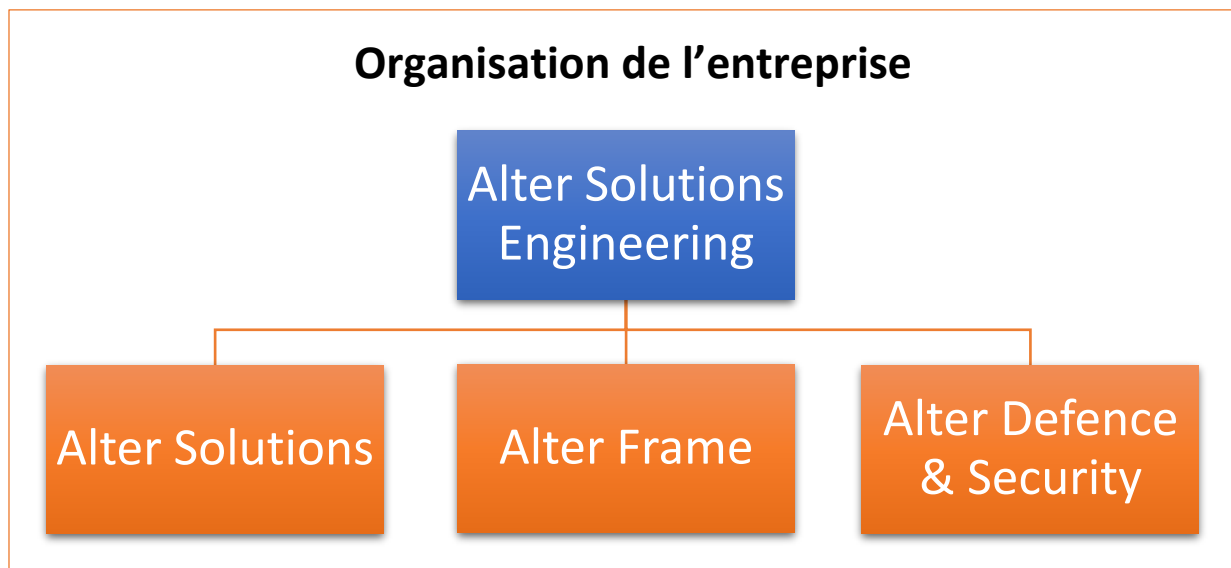 Organisation de l’entreprise
Alter Solutions
Engineering
Alter Solutions
Alter Frame
Alter Defence
& Security